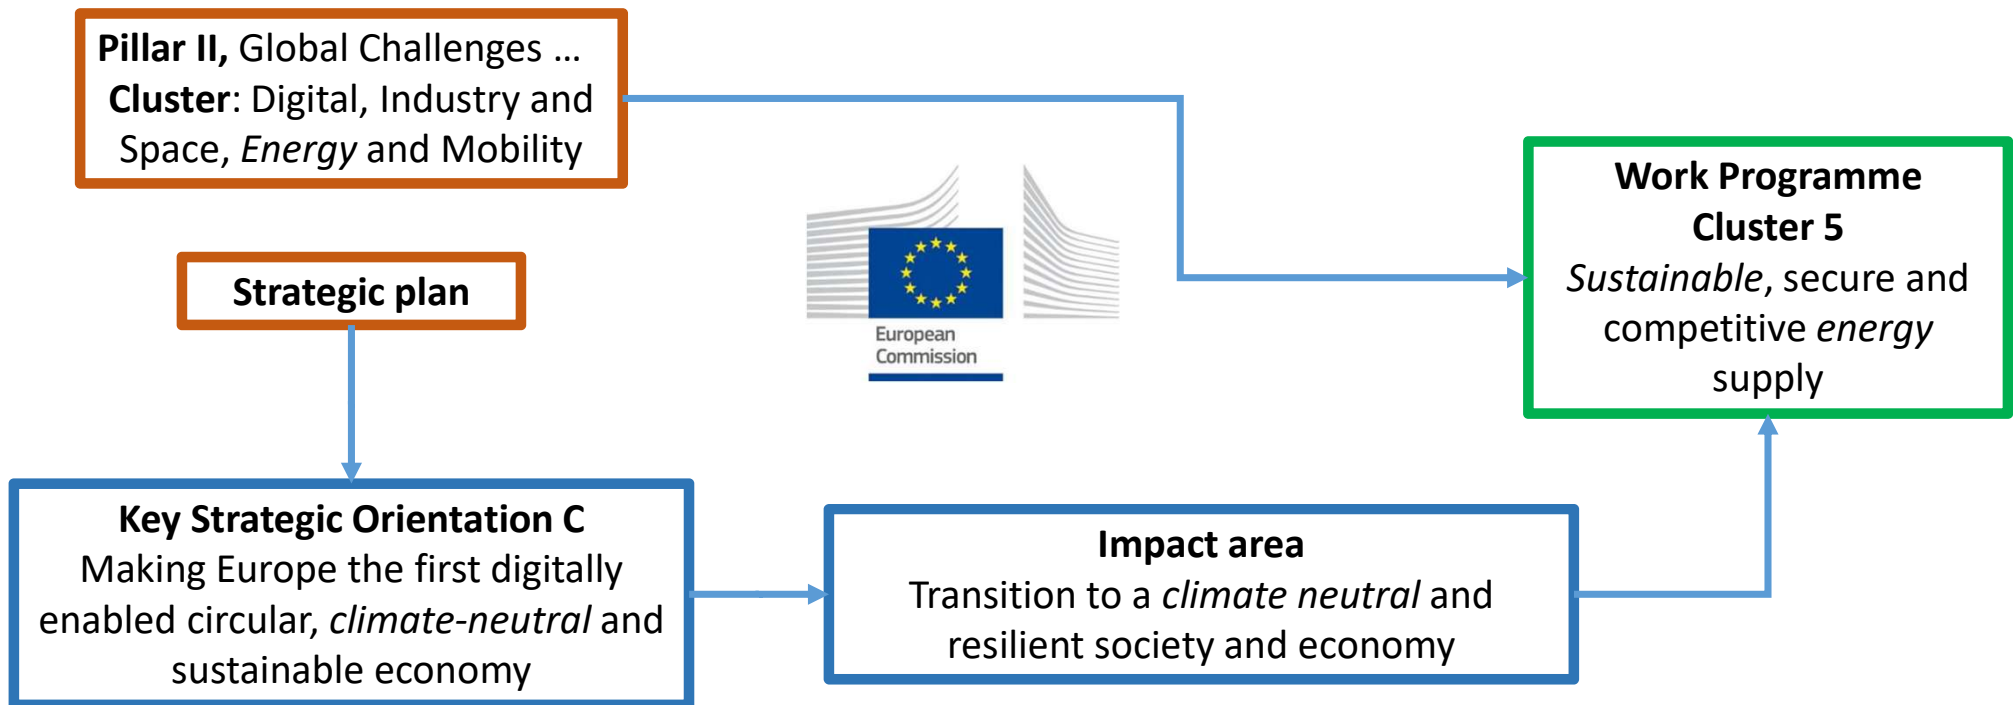 Pillar II, Global Challenges …
Cluster: Digital, Industry and
Space, Energy and Mobility
Strategic plan
European
Commission
Work Programme
Cluster 5
Sustainable, secure and
competitive energy
supply
Key Strategic Orientation C
Making Europe the first digitally
enabled circular, climate-neutral and
sustainable economy
Impact area
Transition to a climate neutral and
resilient society and economy